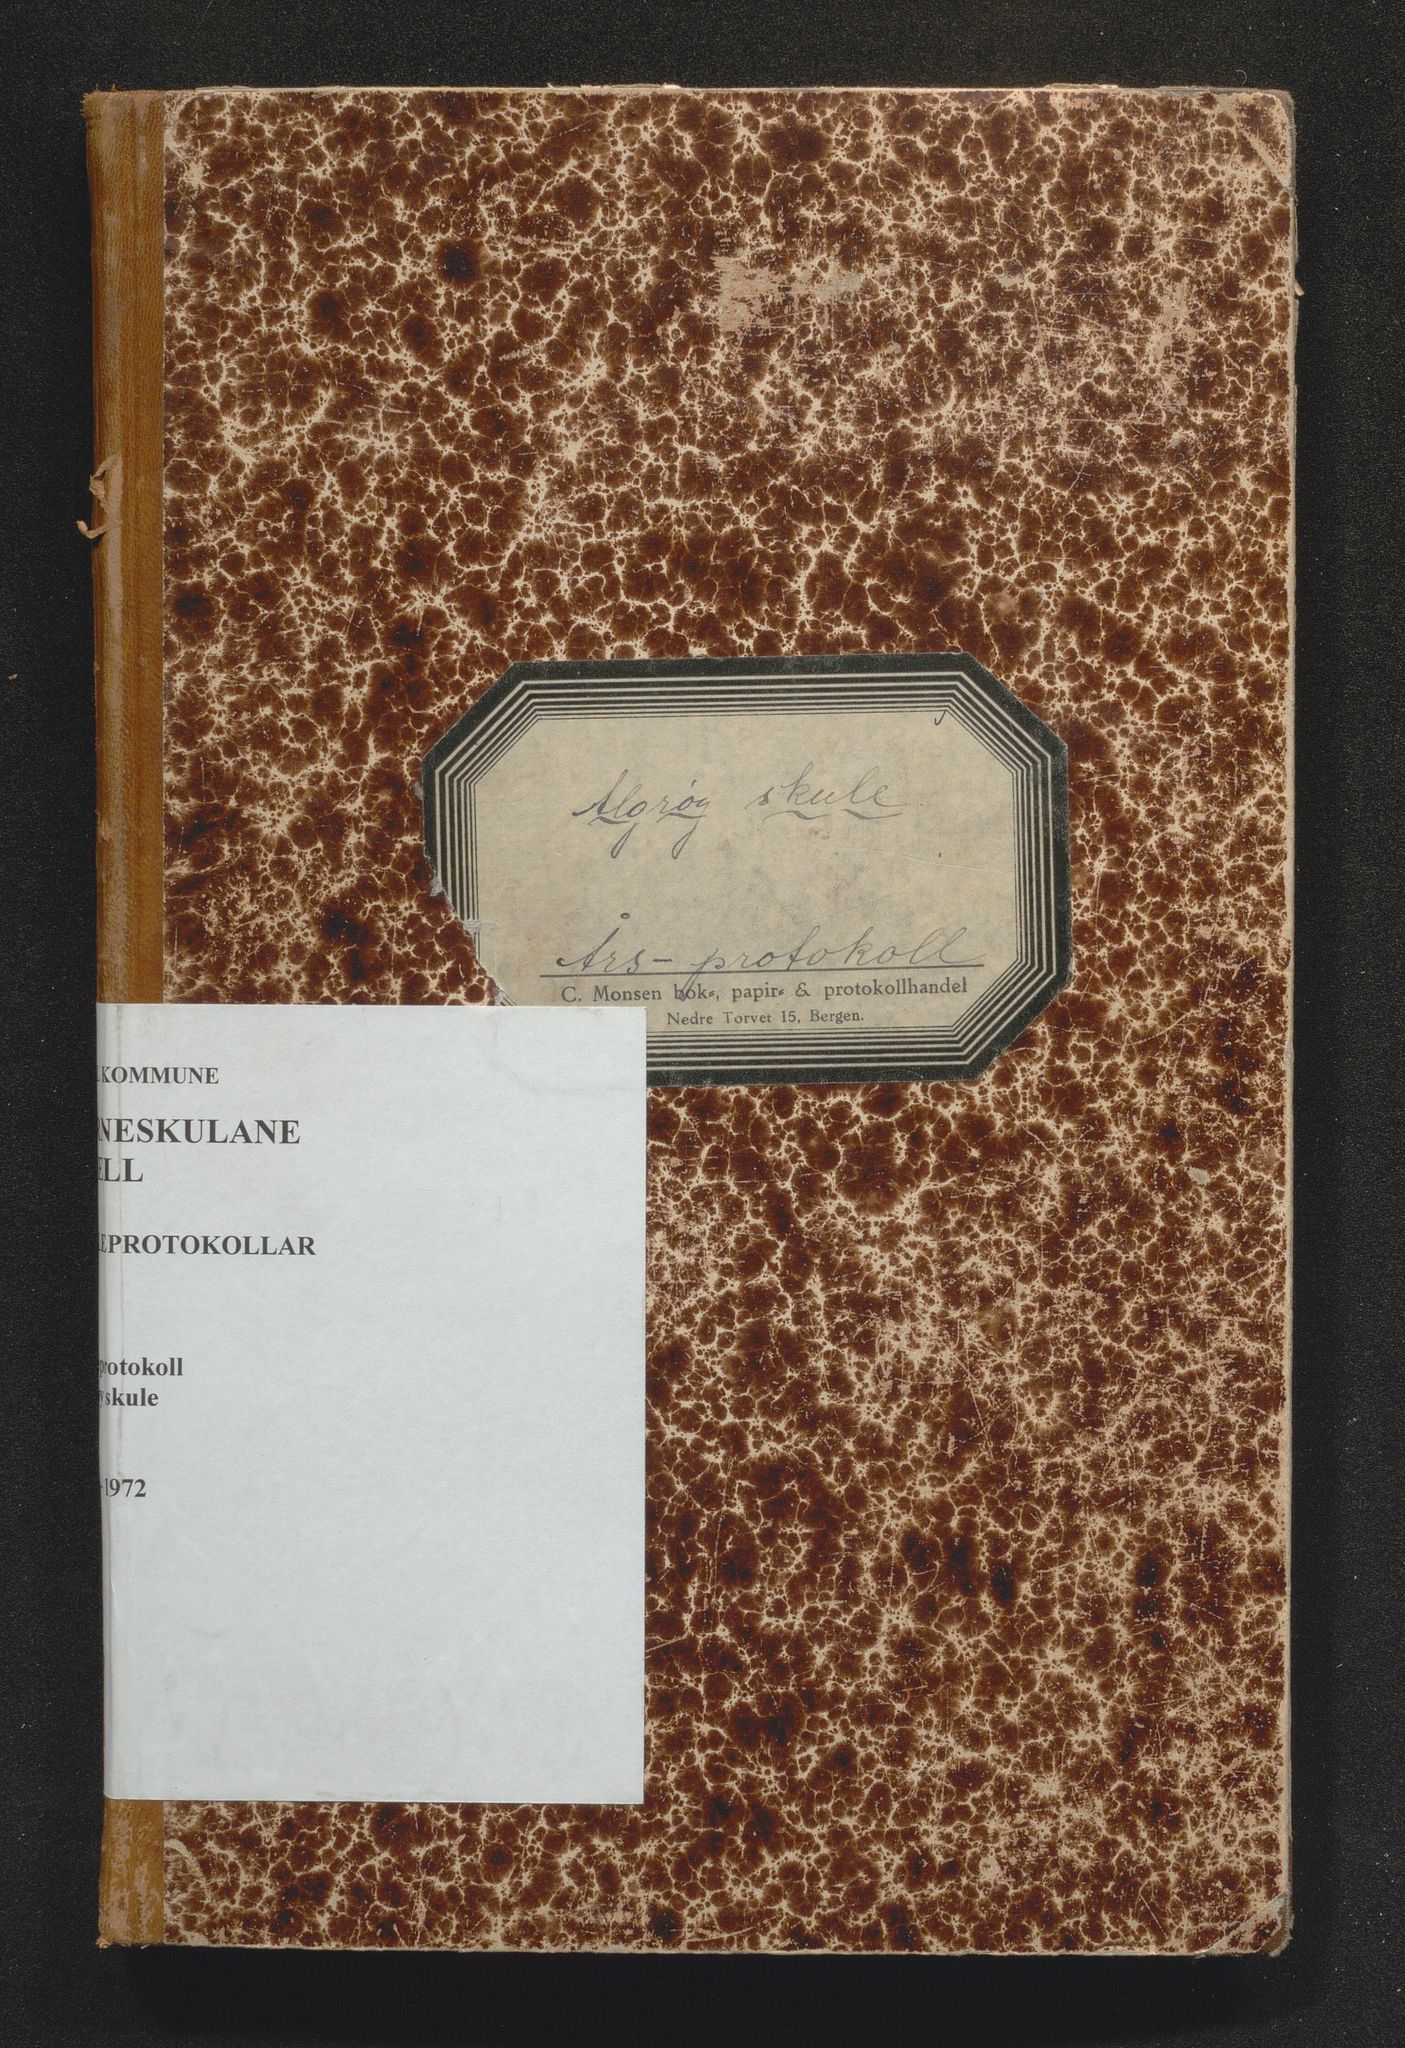 Algrøy skule
Års-protokoll
C. Monsen bok-, papir- & protokollhandel
Nedre Torvet 15, Bergen.
KOMMUNE
NESKULANE
ELL
EPROTOKOLLAR
protokoll
yskule
-1972